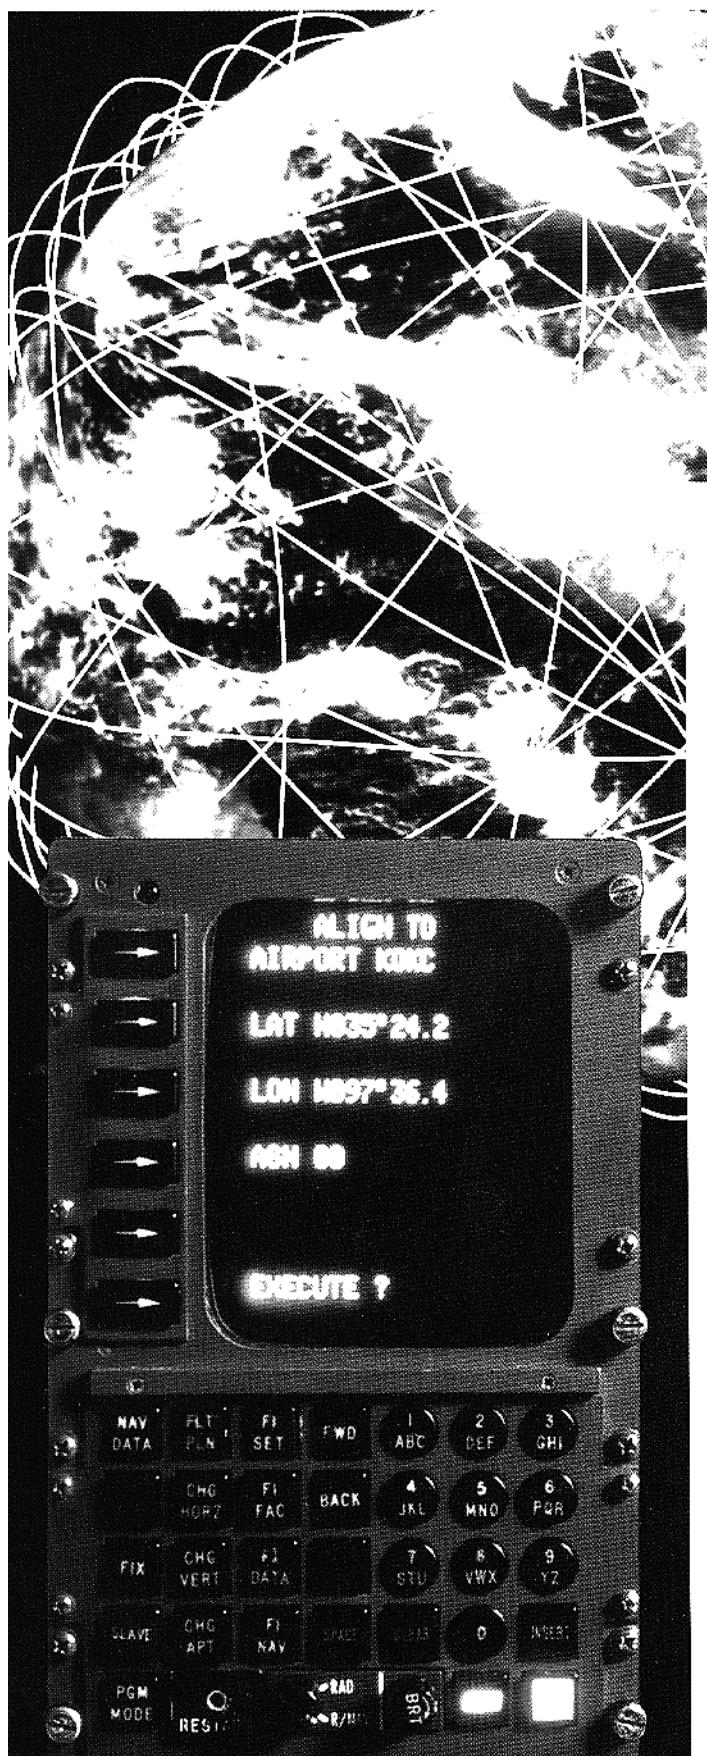 ALIGN TO
AIRPORT KOKC
LAT N035°24.2
LON W097°36.4
ASN 00
EXECUTE ?
NAV DATA
FLT PLN
FI SET
FWD
1 ABC
2 DEF
3 GHI
CHG HORZ
FI FAC
BACK
4 JKL
5 MNO
6 PQR
FIX
CHG VERT
FI DATA
7 STU
8 VWX
9 YZ
SLAVE
CHG APT
FI NAV
SPACE
0
INSERT
PGM MODE
RAD
BRT